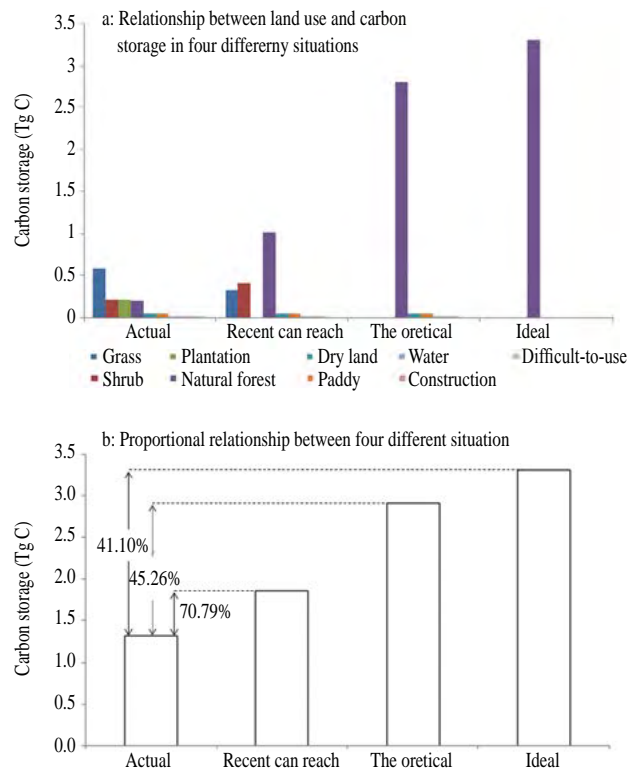 a: Relationship between land use and carbon
storage in four differerny situations
Carbon storage (Tg C)
3.5
3
2.5
2
1.5
1
0.5
0
Actual Recent can reach The oretical Ideal
Grass Plantation Dry land Water Difficult-to-use
Shrub Natural forest Paddy Construction
b: Proportional relationship between four different situation
Carbon storage (Tg C)
3.5
3.0
2.5
2.0
1.5
1.0
0.5
0.0
41.10%
45.26%
70.79%
Actual Recent can reach The oretical Ideal